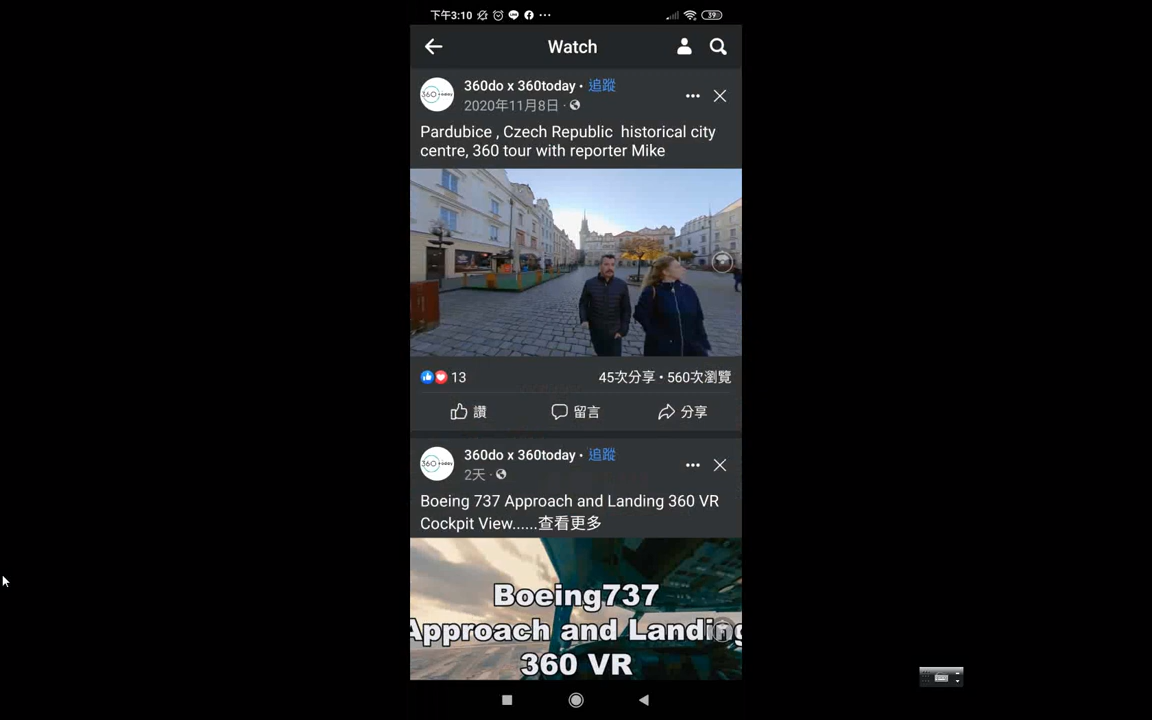 下午3:10 39
Watch
360do x 360today • 追蹤
2020年11月8日 ·
Pardubice , Czech Republic historical city
centre, 360 tour with reporter Mike
13 45次分享 • 560次瀏覽
讚 留言 分享
360do x 360today • 追蹤
2天 ·
Boeing 737 Approach and Landing 360 VR
Cockpit View......查看更多
Boeing737
Approach and Landing
360 VR